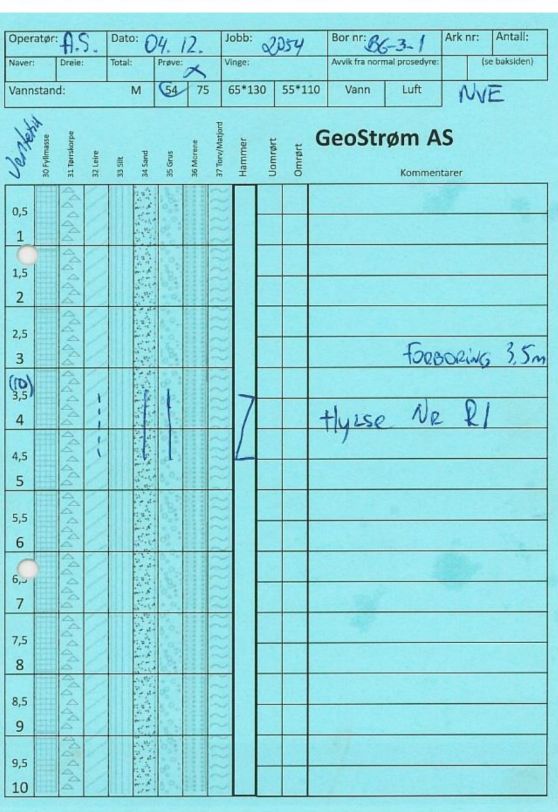 Operatør: A.S. Dato: 04.12. Jobb: 2054 Bor nr: BG-3-1 Ark nr: Antall:
Naver: Dreie: Total: Prøve: X Vinge: Avvik fra normal prosedyre: (se baksiden)
Vannstand: M 54 75 65*130 55*110 Vann Luft NVE
30 Fyllmasse
31 Tørrskorpe
32 Leire
33 Silt
34 Sand
35 Grus
36 Morene
37 Torv/Matjord
Hammer
Uomrørt
Omrørt
GeoStrøm AS
Kommentarer
0,5
1
1,5
2
2,5
3
FORBORING 3,5m
3,5
4
Hylse Nr R1
4,5
5
5,5
6
6,5
7
7,5
8
8,5
9
9,5
10